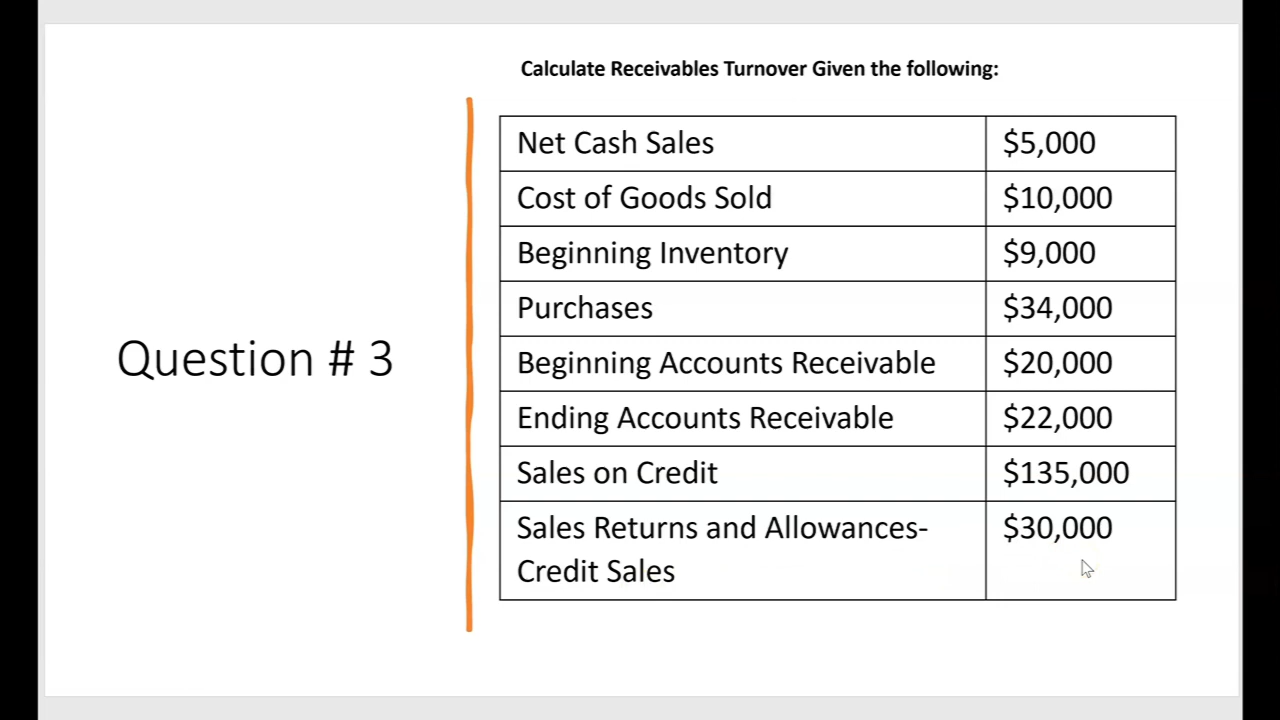 Calculate Receivables Turnover Given the following:
Question # 3
Net Cash Sales $5,000
Cost of Goods Sold $10,000
Beginning Inventory $9,000
Purchases $34,000
Beginning Accounts Receivable $20,000
Ending Accounts Receivable $22,000
Sales on Credit $135,000
Sales Returns and Allowances- $30,000
Credit Sales